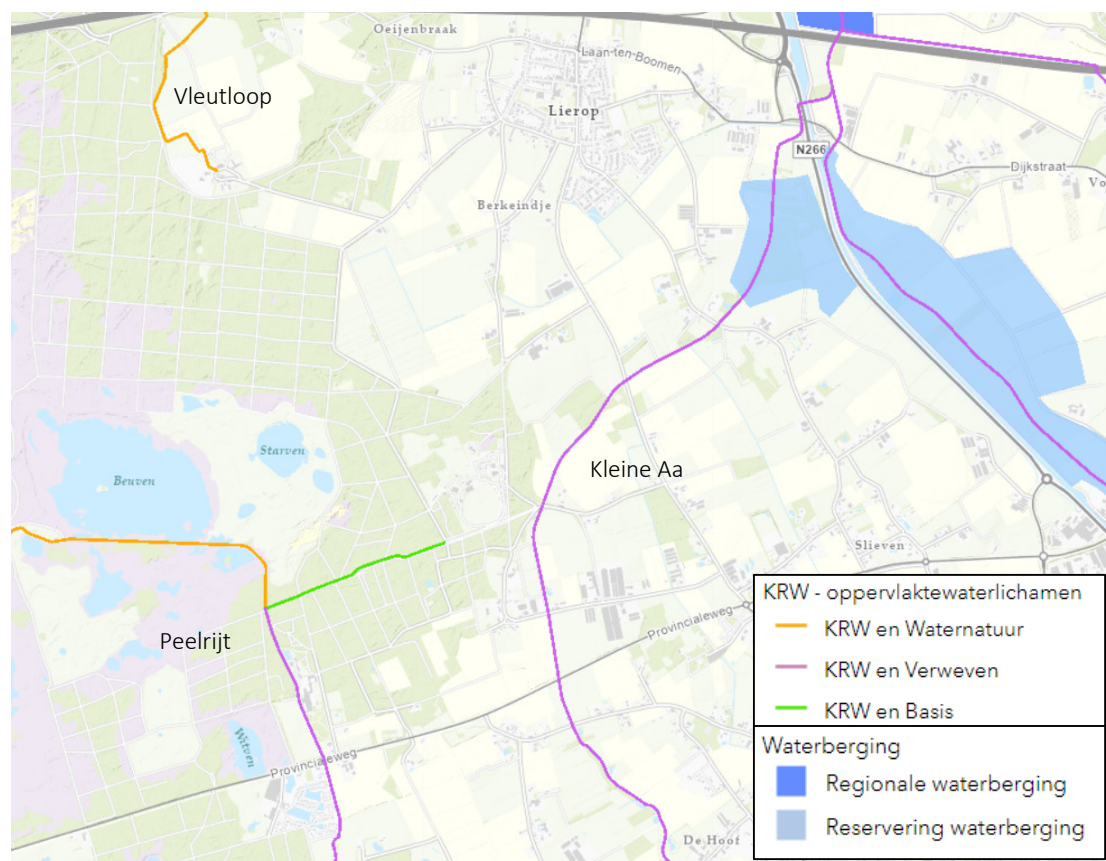 Oeijenbraak
Laan-ten-Boomen
Vleutloop
Lierop
N266
Dijkstraat
Vo
Berkeindje
Starven
Beuven
Kleine Aa
Slieven
Peelrijt
Provincialeweg
Witven
Provincialeweg
De Hoof
KRW - oppervlaktewaterlichamen
KRW en Waternatuur
KRW en Verweven
KRW en Basis
Waterberging
Regionale waterberging
Reservering waterberging